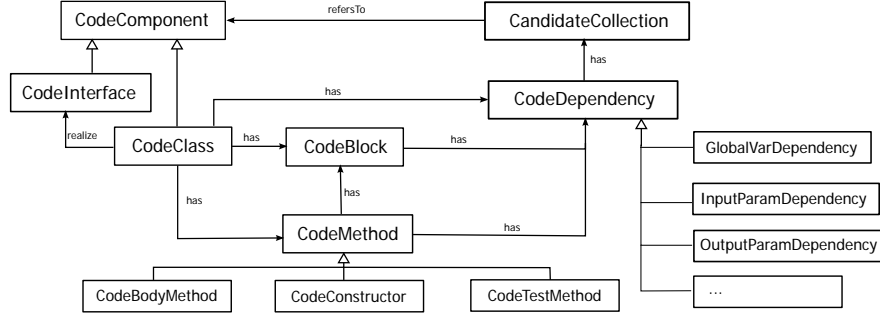 CodeComponent
refersTo
CandidateCollection
has
CodeInterface
has
CodeDependency
realize
CodeClass
has
CodeBlock
has
GlobalVarDependency
has
has
InputParamDependency
CodeMethod
has
OutputParamDependency
CodeBodyMethod
CodeConstructor
CodeTestMethod
...